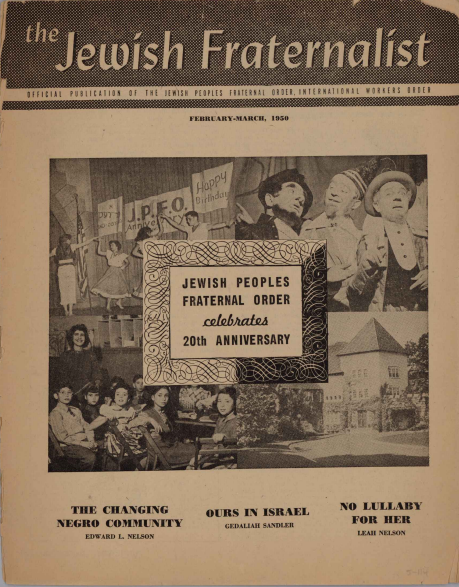 the
Jewish Fraternalist
OFFICIAL PUBLICATION OF THE JEWISH PEOPLES FRATERNAL ORDER, INTERNATIONAL WORKERS ORDER
FEBRUARY-MARCH, 1950
J.P.F.O.
Anniversary
Happy
Birthday
JEWISH PEOPLES
FRATERNAL ORDER
celebrates
20th ANNIVERSARY
THE CHANGING
NEGRO COMMUNITY
EDWARD L. NELSON
OURS IN ISRAEL
GEDALIAH SANDLER
NO LULLABY
FOR HER
LEAH NELSON